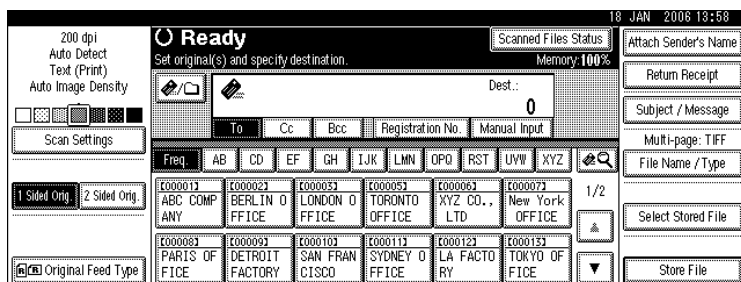 18 JAN 2006 13:58
200 dpi
Auto Detect
Text (Print)
Auto Image Density
Scan Settings
1 Sided Orig.
2 Sided Orig.
Original Feed Type
Ready
Scanned Files Status
Set original(s) and specify destination.
Memory:100%
Dest.:
0
To
Cc
Bcc
Registration No.
Manual Input
Freq.
AB
CD
EF
GH
IJK
LMN
OPQ
RST
UVW
XYZ
[00001]
ABC COMP
ANY
[00002]
BERLIN O
FFICE
[00003]
LONDON O
FFICE
[00005]
TORONTO
OFFICE
[00006]
XYZ CO.,
LTD
[00007]
New York
OFFICE
1/2
[00008]
PARIS OF
FICE
[00009]
DETROIT
FACTORY
[00010]
SAN FRAN
CISCO
[00011]
SYDNEY O
FFICE
[00012]
LA FACTO
RY
[00013]
TOKYO OF
FICE
Attach Sender's Name
Return Receipt
Subject / Message
Multi-page: TIFF
File Name / Type
Select Stored File
Store File